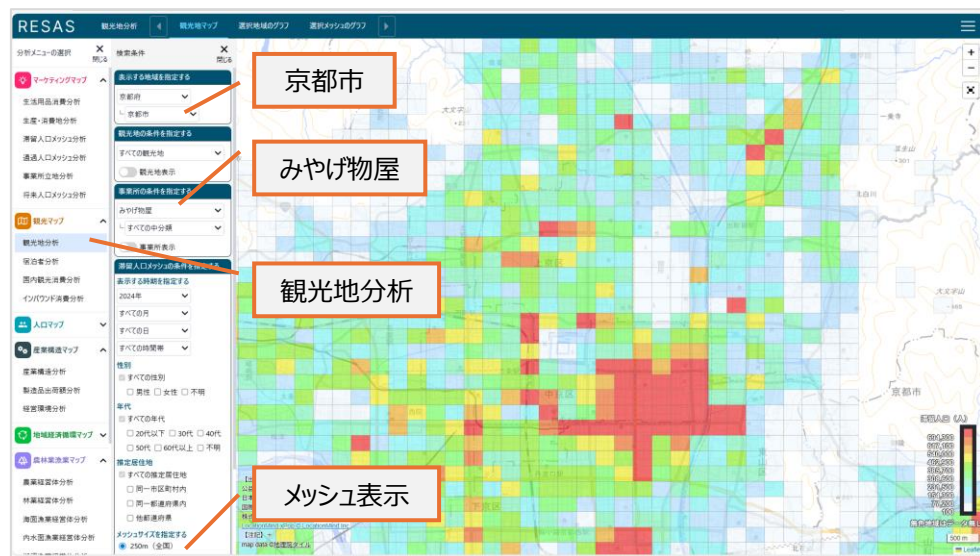 RESAS
観光地分析
観光地マップ
選択地域のグラフ
選択メッシュのグラフ
分析メニューの選択
閉じる
マーケティングマップ
生活用品消費分析
生産・消費地分析
滞留人口メッシュ分析
通過人口メッシュ分析
事業所立地分析
将来人口メッシュ分析
観光マップ
観光地分析
宿泊者分析
国内観光消費分析
インバウンド消費分析
人口マップ
産業構造マップ
産業構造分析
製造品出荷額分析
経営環境分析
地域経済循環マップ
農林業漁業マップ
農業経営体分析
林業経営体分析
海面漁業経営体分析
内水面漁業経営体分析
検索条件
閉じる
表示する地域を指定する
京都府
京都市
観光地の条件を指定する
すべての観光地
観光地表示
事業所の条件を指定する
みやげ物屋
すべての中分類
事業所表示
滞留人口メッシュの条件を指定する
表示する時期を指定する
2024年
すべての月
すべての日
すべての時間帯
性別
すべての性別
男性 女性 不明
年代
すべての年代
20代以下 30代 40代
50代 60代以上 不明
推定居住地
すべての推定居住地
同一市区町村内
同一都道府県内
他都道府県
メッシュサイズを指定する
250m（全国）
京都市
みやげ物屋
観光地分析
メッシュ表示
上京区
中京区
下京区
一乗寺
北白川
大文字山
京都市
滞留人口（人）
500 m